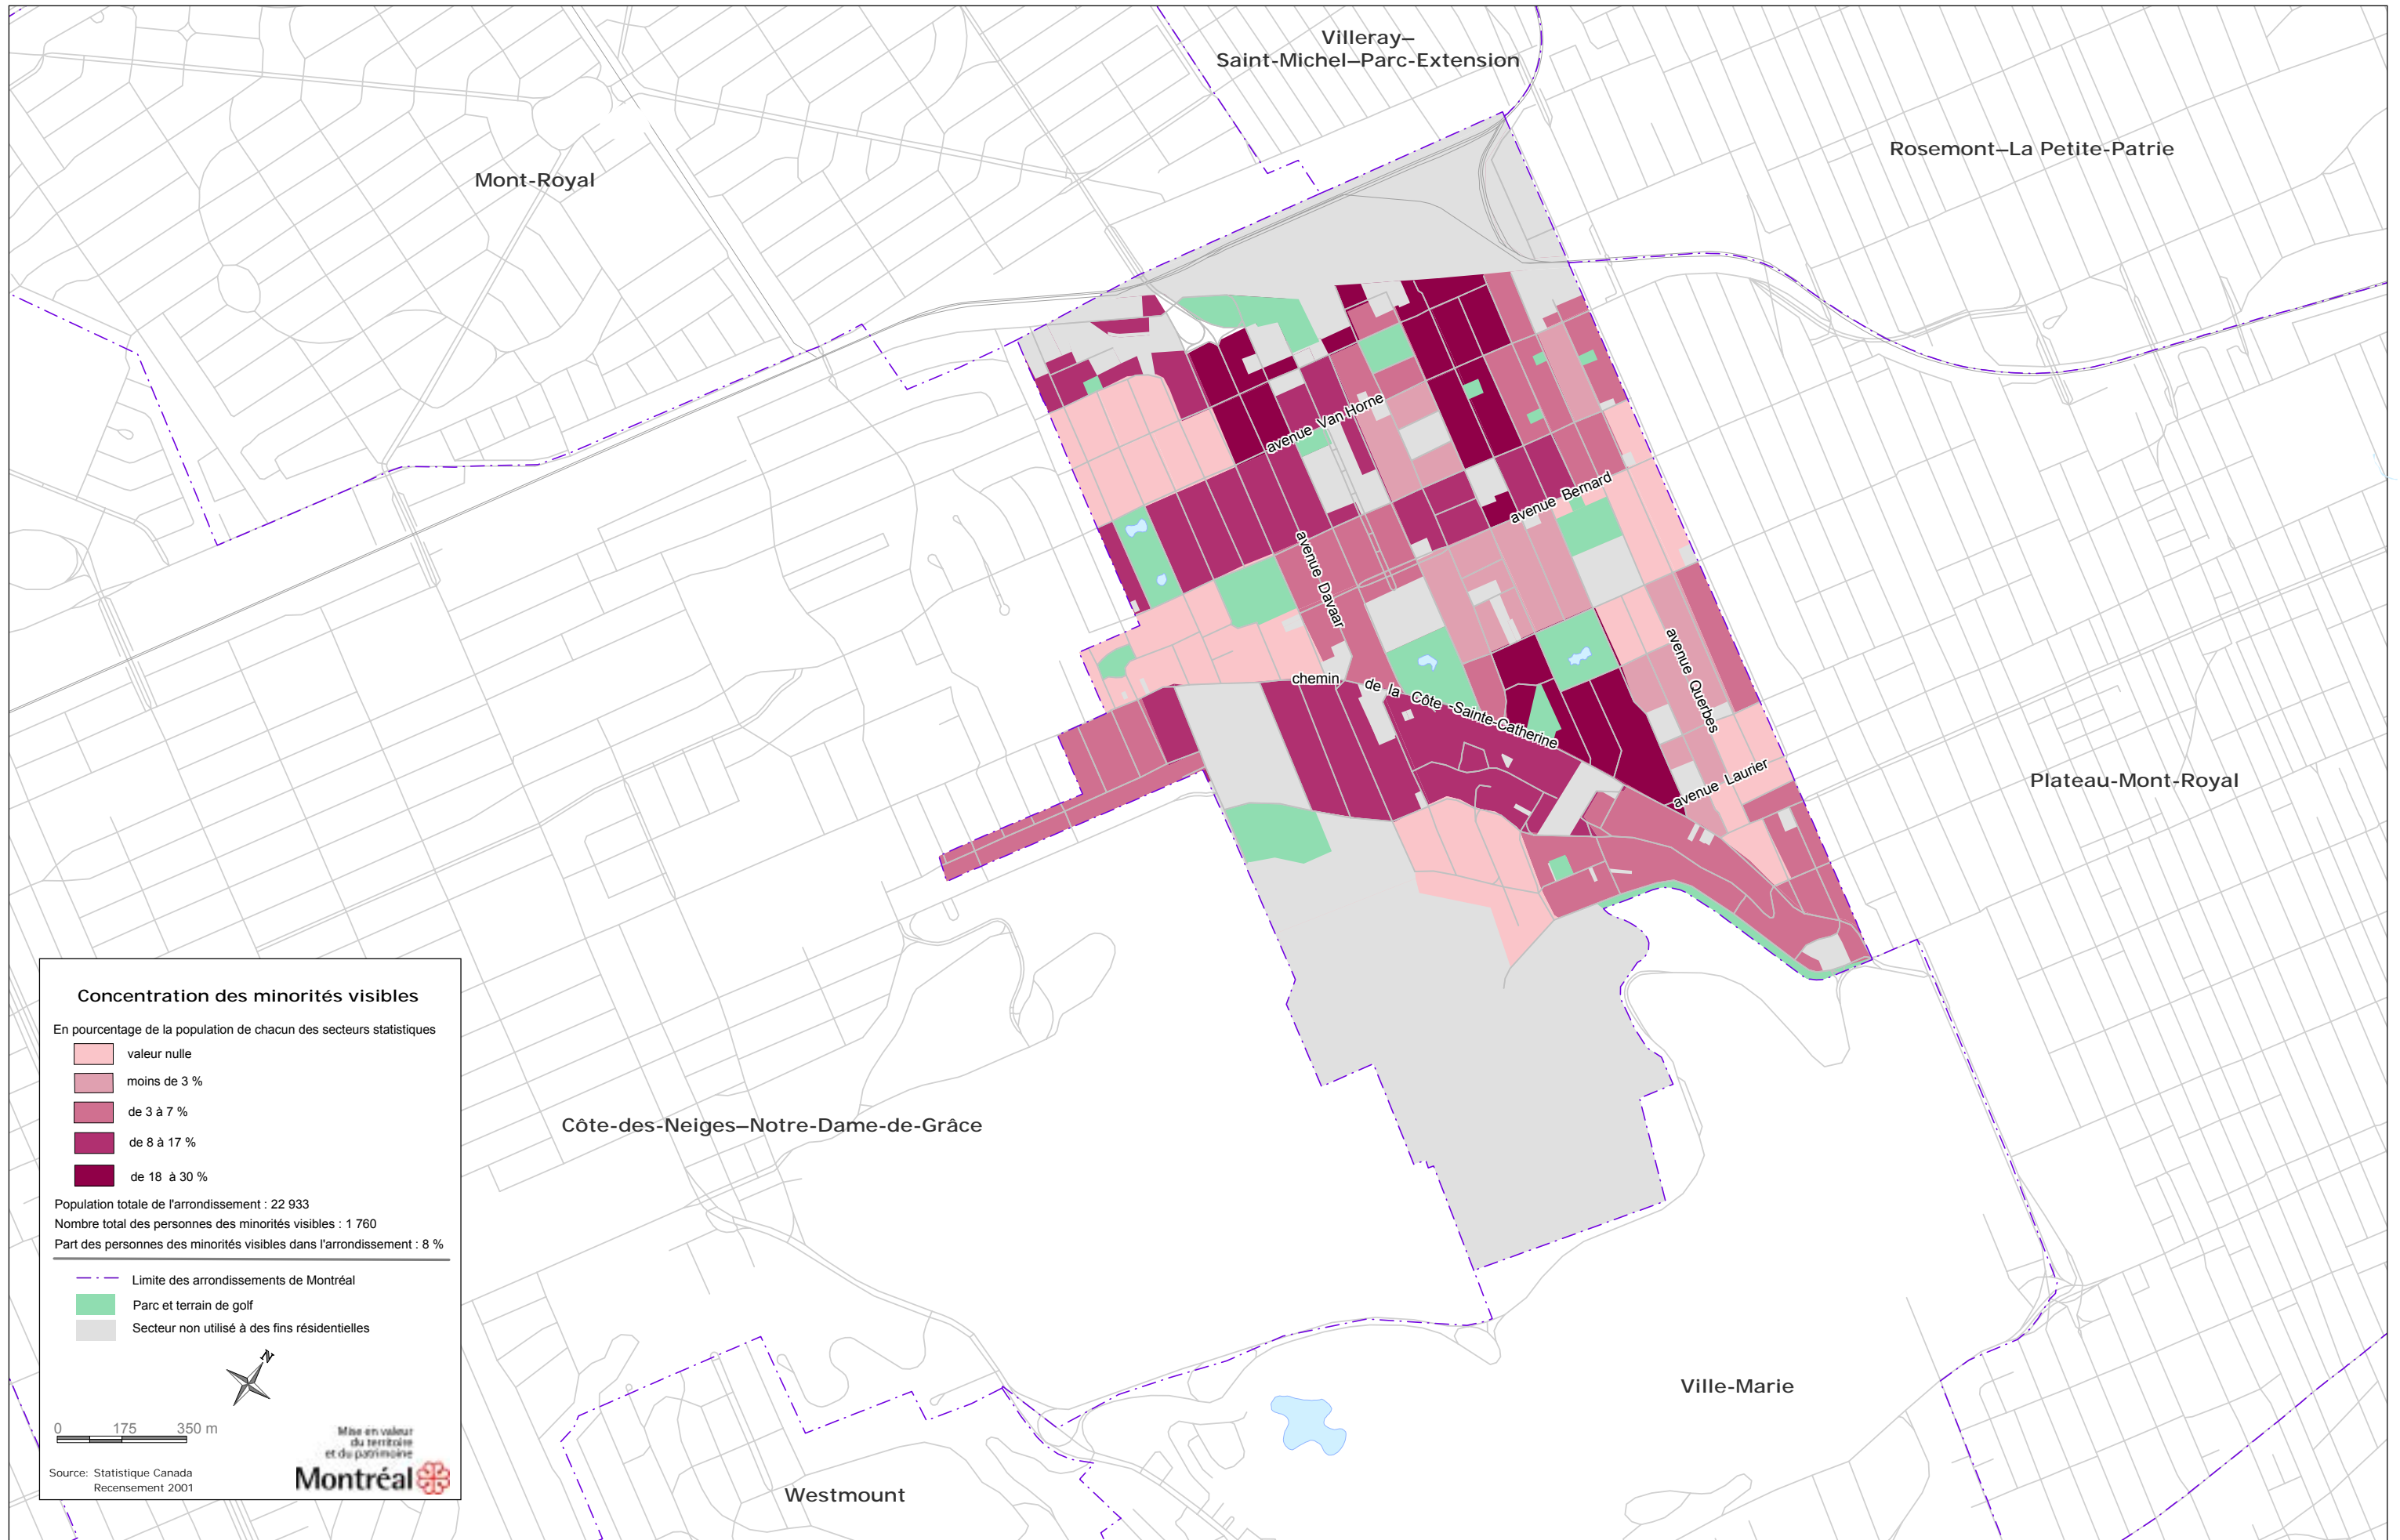 Villeray–
Saint-Michel–Parc-Extension
Rosemont–La Petite-Patrie
Mont-Royal
avenue Van Horne
avenue Bernard
avenue Davaar
avenue Querbes
chemin de la Côte -Sainte-Catherine
avenue Laurier
Plateau-Mont-Royal
Côte-des-Neiges–Notre-Dame-de-Grâce
Ville-Marie
Westmount
Concentration des minorités visibles
En pourcentage de la population de chacun des secteurs statistiques
valeur nulle
moins de 3 %
de 3 à 7 %
de 8 à 17 %
de 18 à 30 %
Population totale de l'arrondissement : 22 933
Nombre total des personnes des minorités visibles : 1 760
Part des personnes des minorités visibles dans l'arrondissement : 8 %
Limite des arrondissements de Montréal
Parc et terrain de golf
Secteur non utilisé à des fins résidentielles
N
0 175 350 m
Mise en valeur
du territoire
et du patrimoine
Montréal
Source: Statistique Canada
Recensement 2001